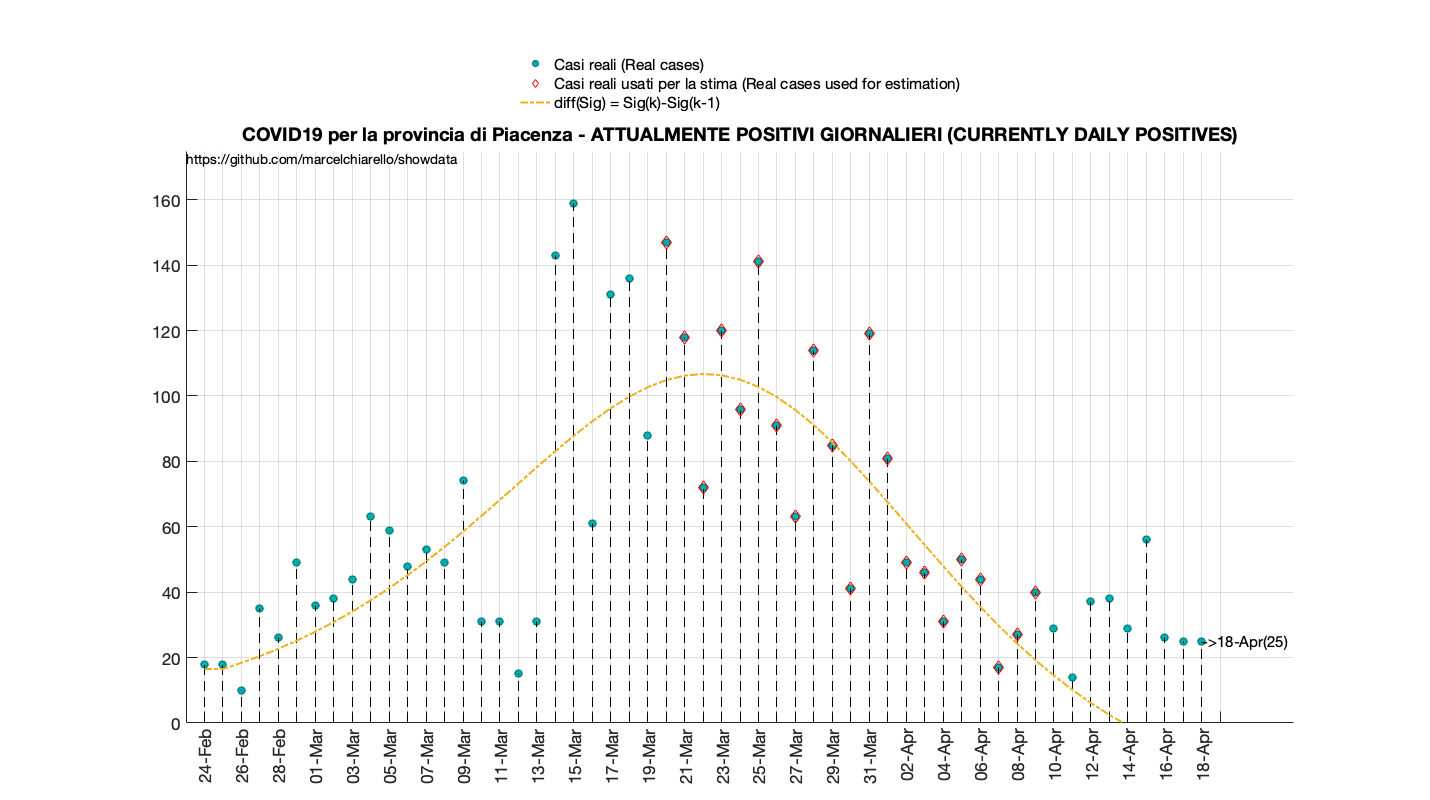 Casi reali (Real cases)
Casi reali usati per la stima (Real cases used for estimation)
diff(Sig) = Sig(k)-Sig(k-1)
COVID19 per la provincia di Piacenza - ATTUALMENTE POSITIVI GIORNALIERI (CURRENTLY DAILY POSITIVES)
https://github.com/marcelchiarello/showdata
160
140
120
100
80
60
40
20
0
->18-Apr(25)
24-Feb
26-Feb
28-Feb
01-Mar
03-Mar
05-Mar
07-Mar
09-Mar
11-Mar
13-Mar
15-Mar
17-Mar
19-Mar
21-Mar
23-Mar
25-Mar
27-Mar
29-Mar
31-Mar
02-Apr
04-Apr
06-Apr
08-Apr
10-Apr
12-Apr
14-Apr
16-Apr
18-Apr